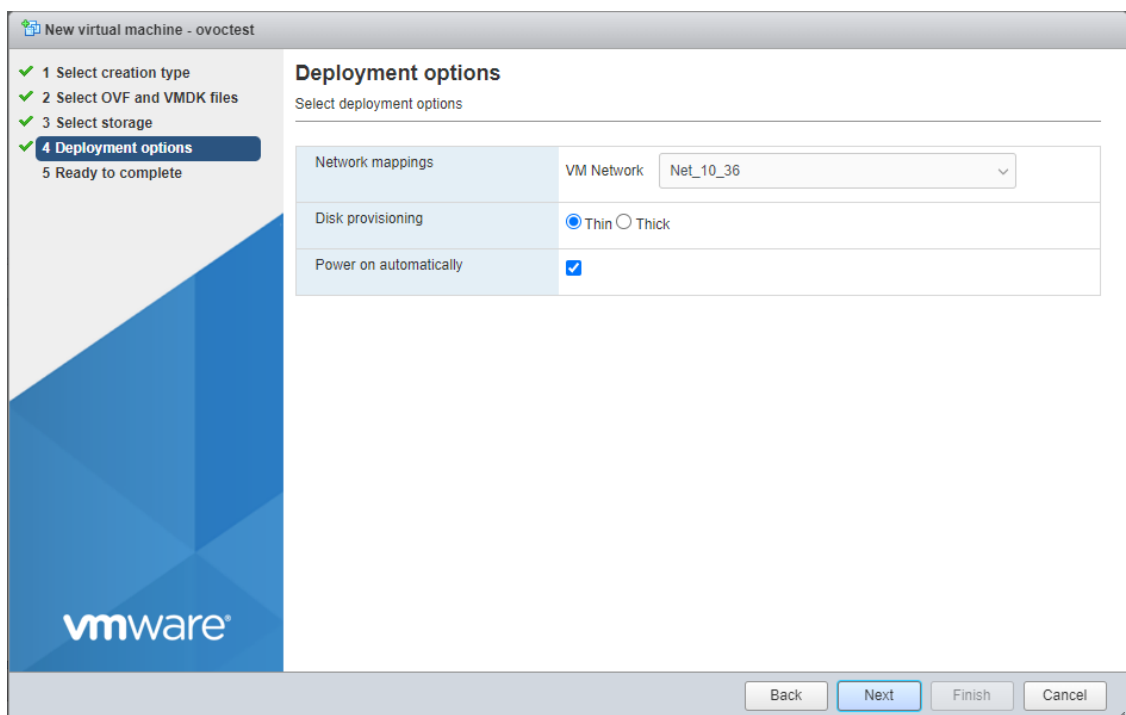 New virtual machine - ovoctest
1 Select creation type
2 Select OVF and VMDK files
3 Select storage
4 Deployment options
5 Ready to complete
Deployment options
Select deployment options
Network mappings VM Network Net_10_36
Disk provisioning Thin Thick
Power on automatically
vmware®
Back Next Finish Cancel